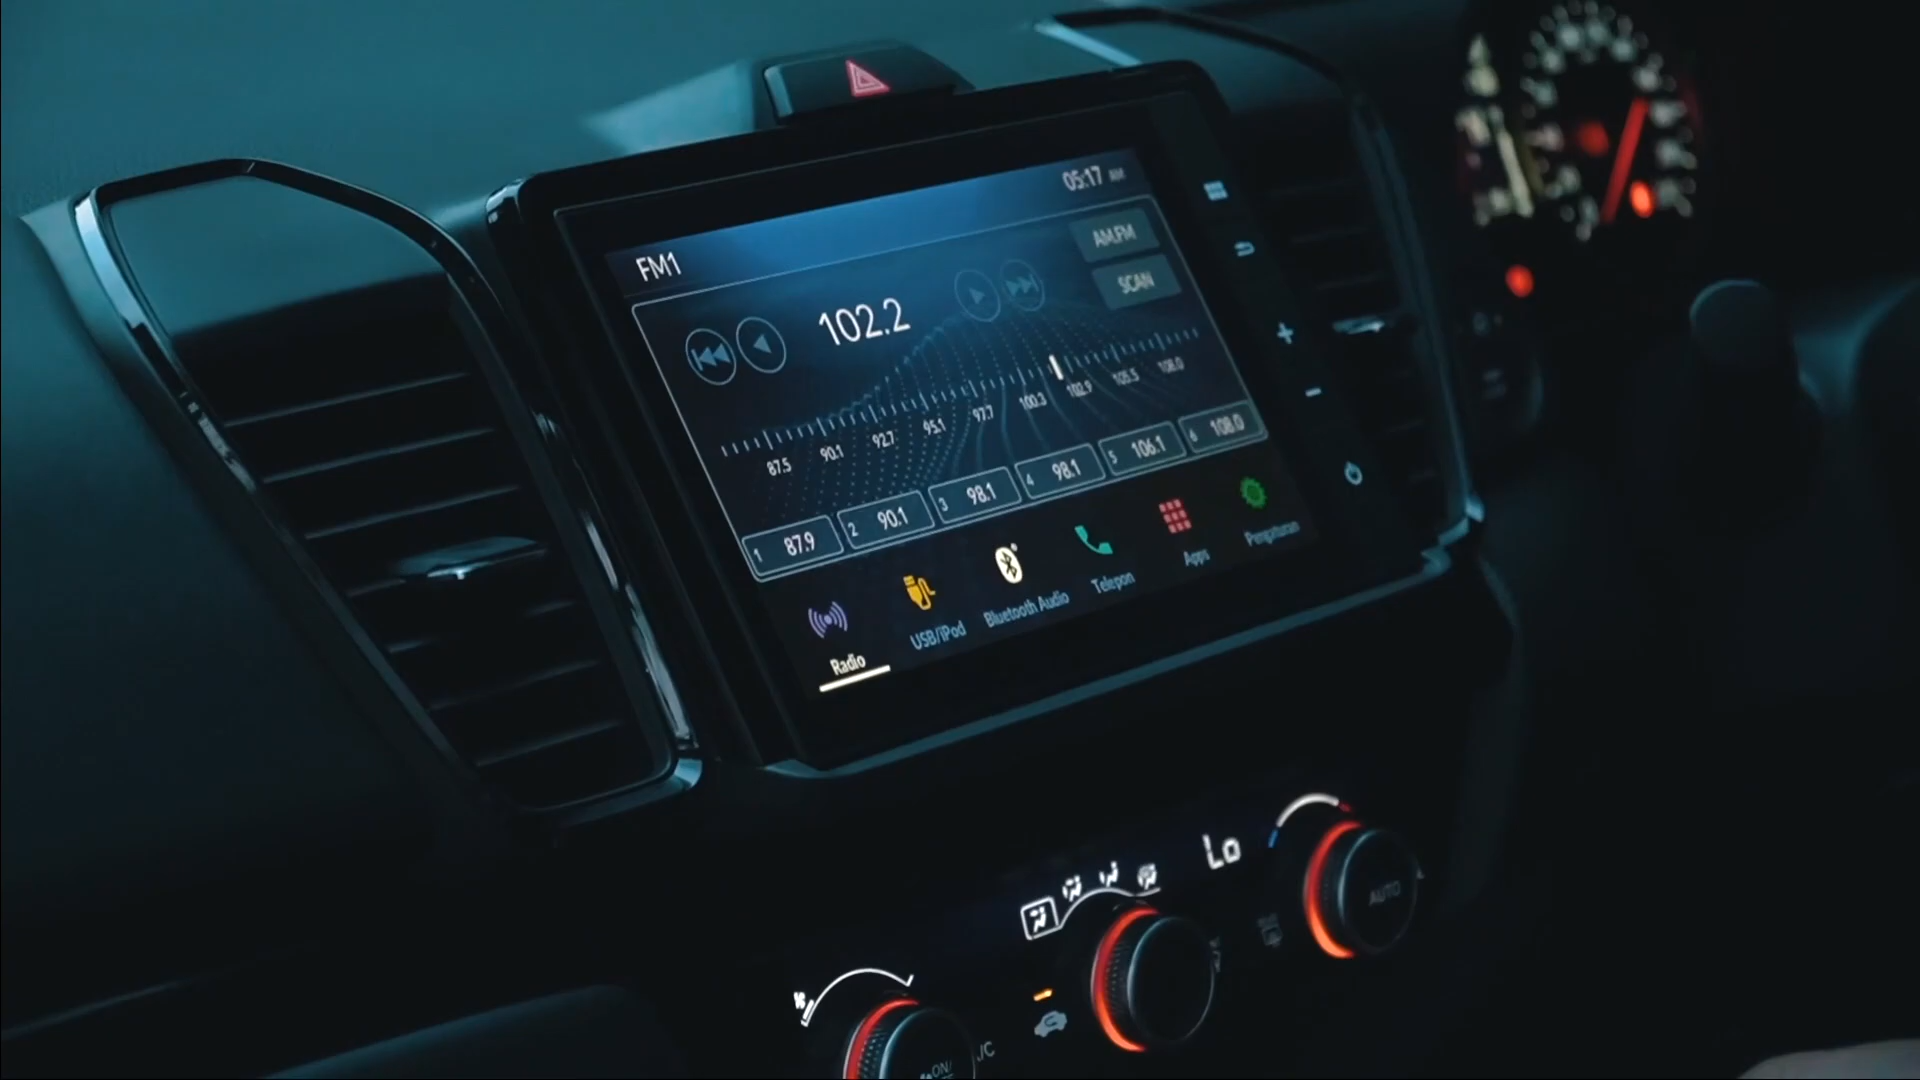 05:17 AM
FM1
AM.FM
SCAN
102.2
87.5 90.1 92.7 95.1 97.7 100.3 102.9 105.5 108.0
1 87.9
2 90.1
3 98.1
4 98.1
5 106.1
6 108.0
Radio
USB/iPod
Bluetooth Audio
Telepon
Apps
Pengaturan
Lo
AUTO
/C
ON/